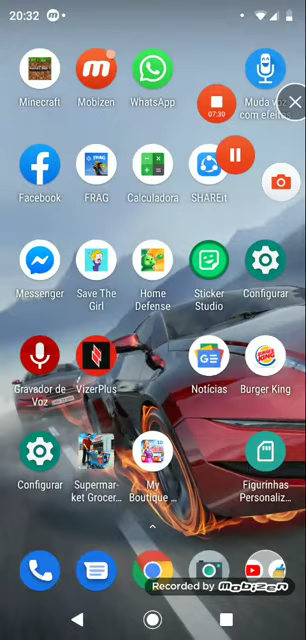 20:32
Minecraft
Mobizen
WhatsApp
07:30
Muda voz
com efeitos
Facebook
FRAG
Calculadora
SHAREit
Messenger
Save The
Girl
Home
Defense
Sticker
Studio
Configurar
Gravador de
Voz
VizerPlus
Notícias
Burger King
Configurar
Supermar-
ket Grocer...
My
Boutique ...
Figurinhas
Personaliz...
Recorded by mobizen